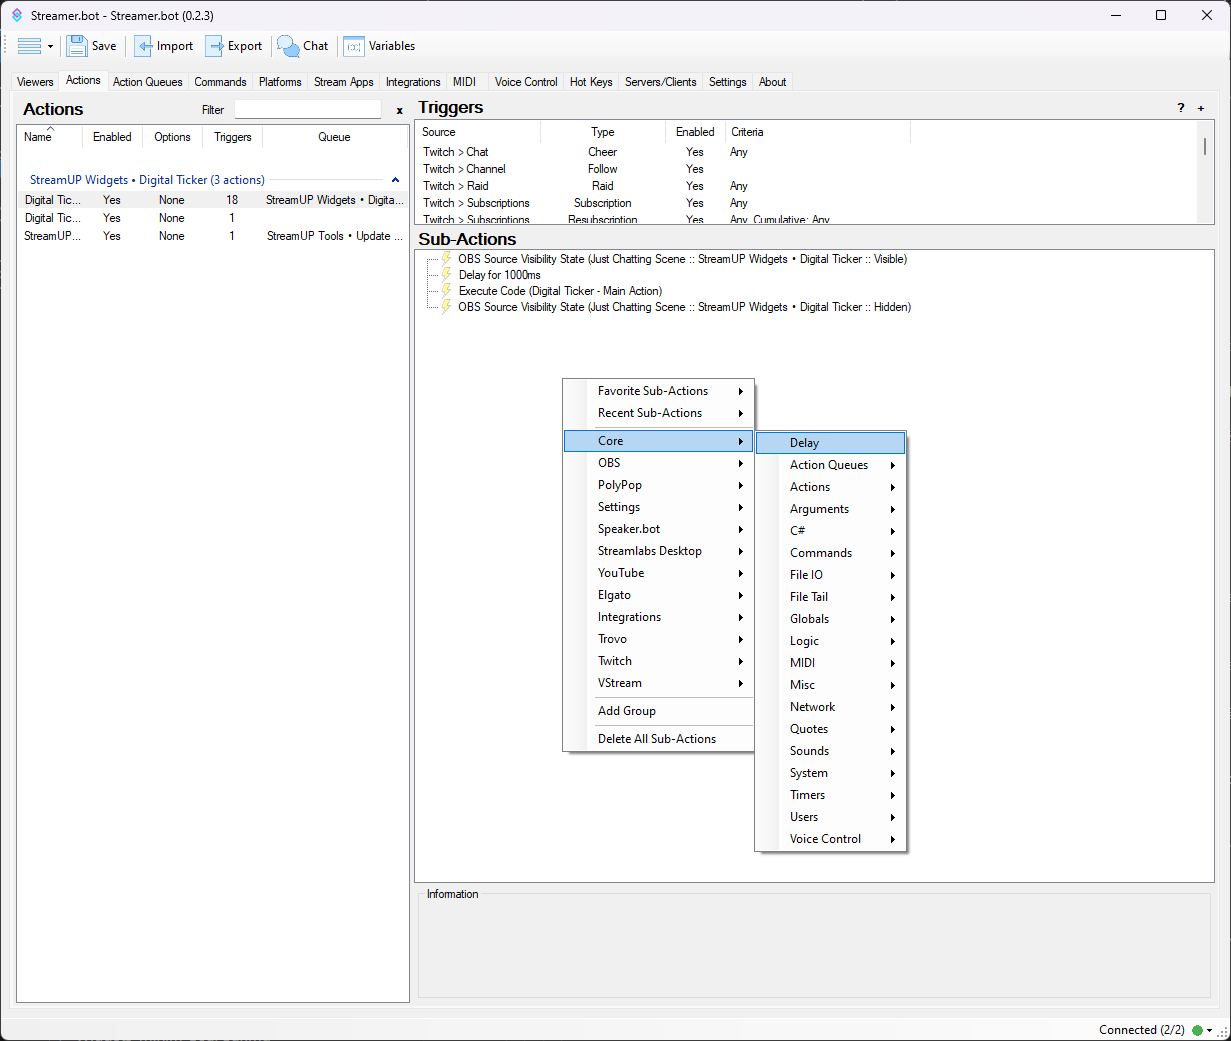 Streamer.bot - Streamer.bot (0.2.3)
Save Import Export Chat (x) Variables
Viewers Actions Action Queues Commands Platforms Stream Apps Integrations MIDI Voice Control Hot Keys Servers/Clients Settings About
Actions Filter x
Name Enabled Options Triggers Queue
StreamUP Widgets • Digital Ticker (3 actions)
Digital Tic... Yes None 18 StreamUP Widgets • Digita...
Digital Tic... Yes None 1
StreamUP... Yes None 1 StreamUP Tools • Update ...
Triggers ? +
Source Type Enabled Criteria
Twitch > Chat Cheer Yes Any
Twitch > Channel Follow Yes
Twitch > Raid Raid Yes Any
Twitch > Subscriptions Subscription Yes Any
Twitch > Subscriptions Resubscription Yes Any, Cumulative: Any
Sub-Actions
OBS Source Visibility State (Just Chatting Scene :: StreamUP Widgets • Digital Ticker :: Visible)
Delay for 1000ms
Execute Code (Digital Ticker - Main Action)
OBS Source Visibility State (Just Chatting Scene :: StreamUP Widgets • Digital Ticker :: Hidden)
Favorite Sub-Actions
Recent Sub-Actions
Core
OBS
PolyPop
Settings
Speaker.bot
Streamlabs Desktop
YouTube
Elgato
Integrations
Trovo
Twitch
VStream
Add Group
Delete All Sub-Actions
Delay
Action Queues
Actions
Arguments
C#
Commands
File IO
File Tail
Globals
Logic
MIDI
Misc
Network
Quotes
Sounds
System
Timers
Users
Voice Control
Information
Connected (2/2)